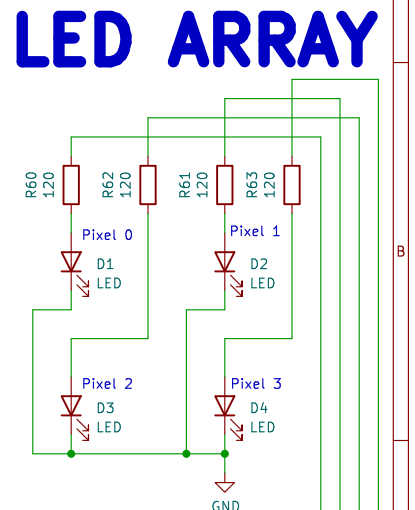 LED ARRAY
R60
120
R62
120
R61
120
R63
120
B
Pixel 0
Pixel 1
D1
LED
D2
LED
Pixel 2
Pixel 3
D3
LED
D4
LED
GND